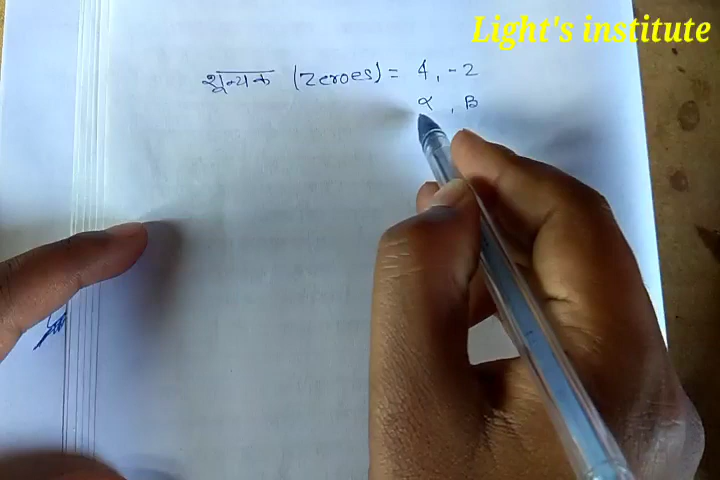 Light's institute
शून्यक (Zeroes) = 4, -2
α, β